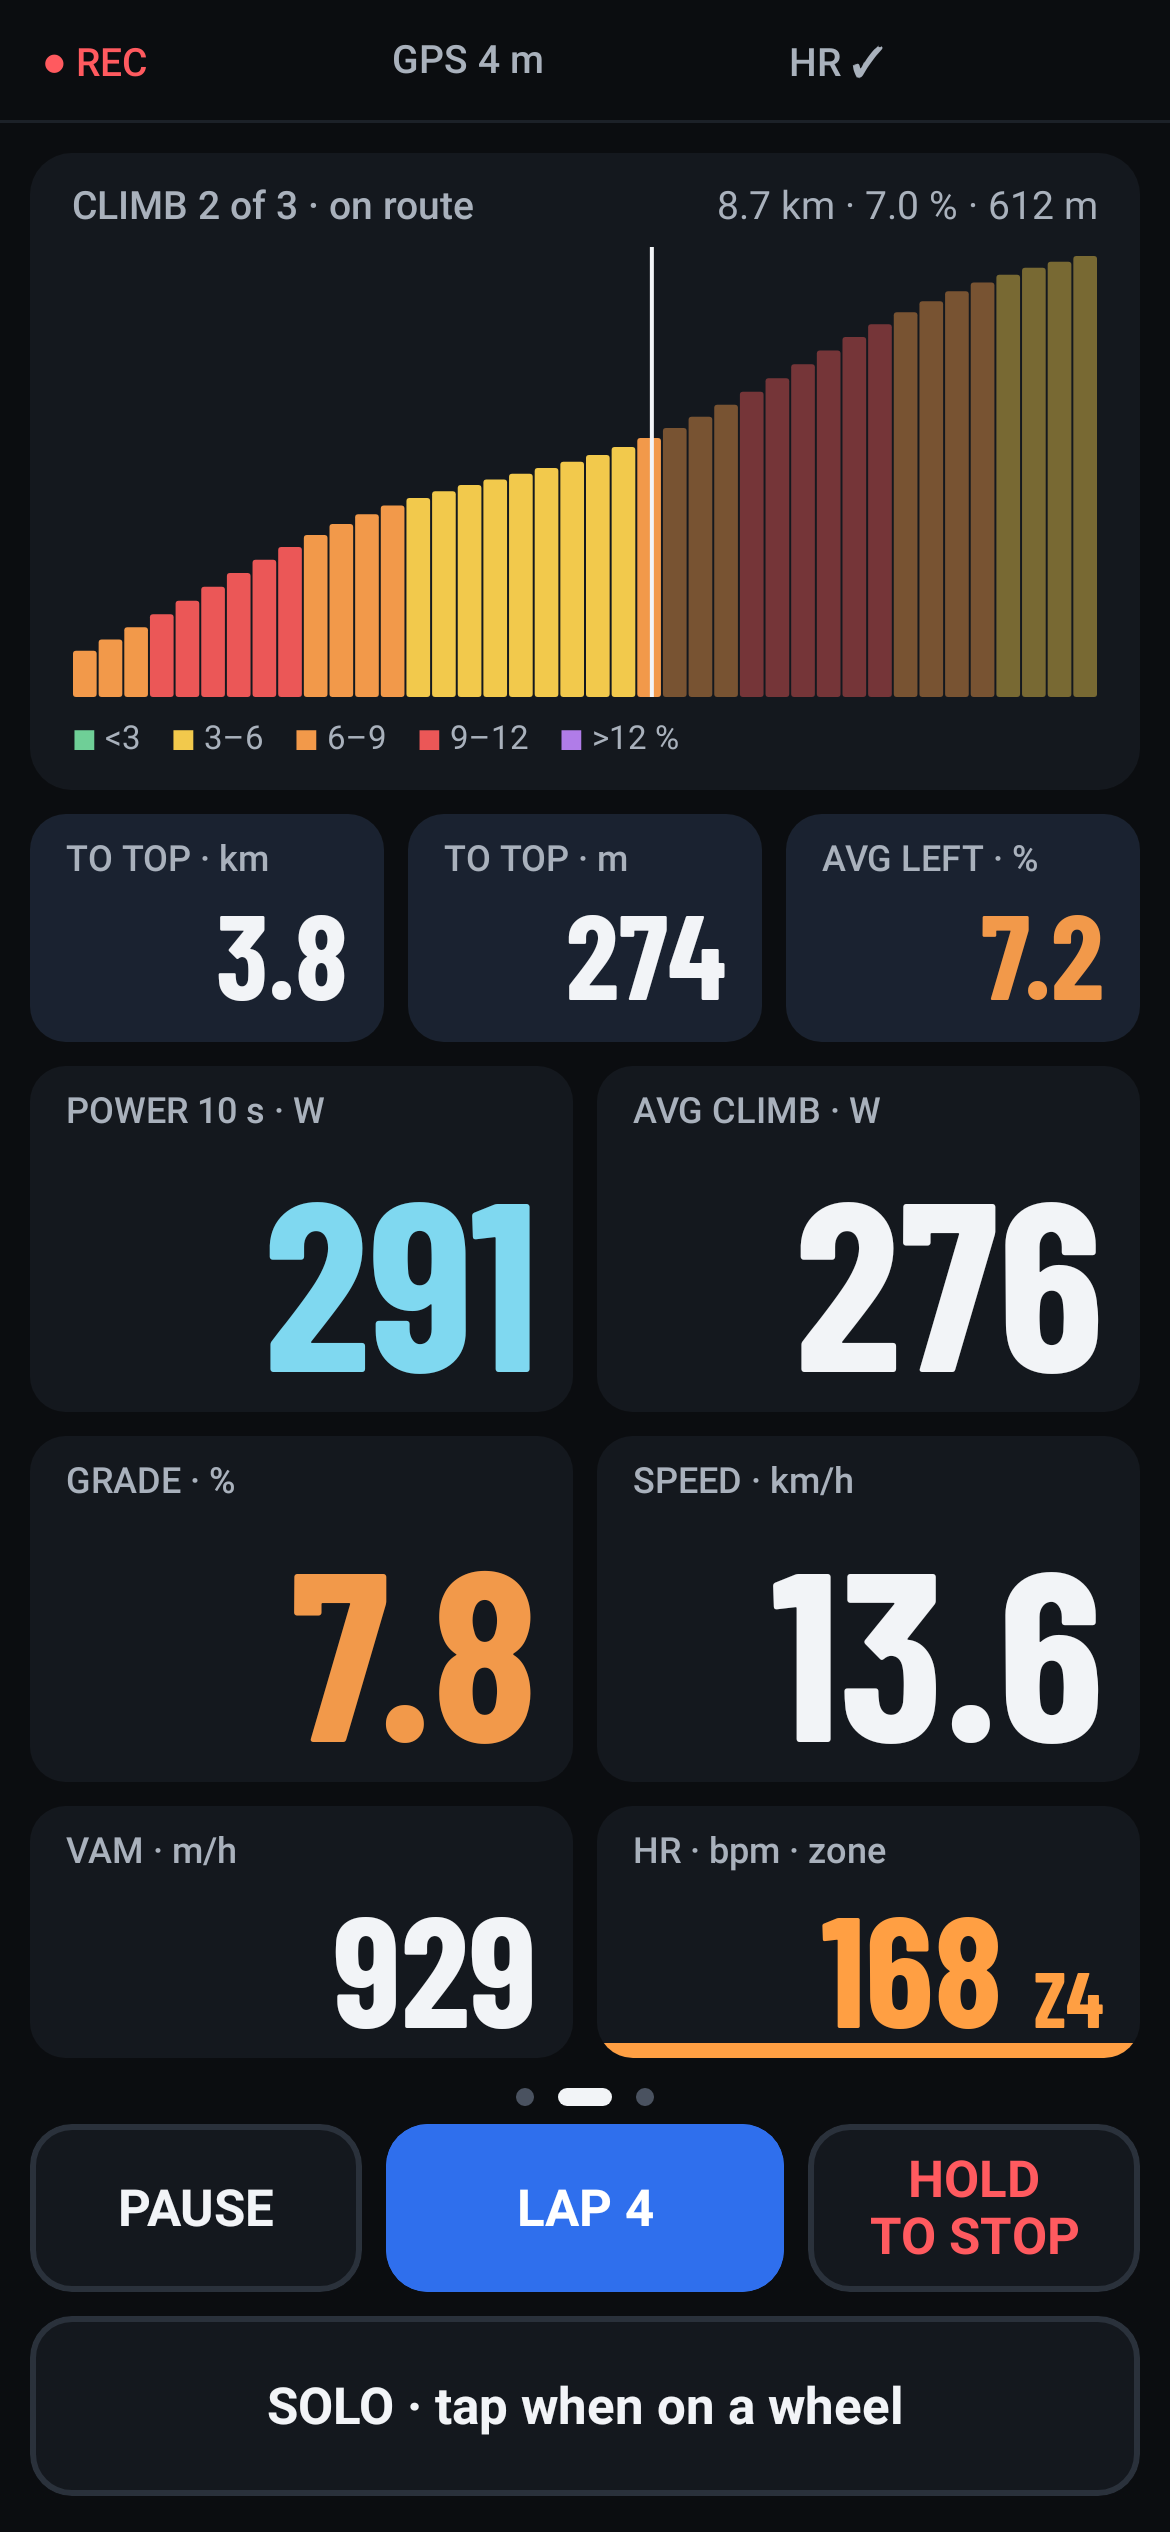 ● REC
GPS 4 m
HR ✓
CLIMB 2 of 3 · on route
8.7 km · 7.0 % · 612 m
<3 3–6 6–9 9–12 >12 %
TO TOP · km
3.8
TO TOP · m
274
AVG LEFT · %
7.2
POWER 10 s · W
291
AVG CLIMB · W
276
GRADE · %
7.8
SPEED · km/h
13.6
VAM · m/h
929
HR · bpm · zone
168 Z4
PAUSE
LAP 4
HOLD
TO STOP
SOLO · tap when on a wheel